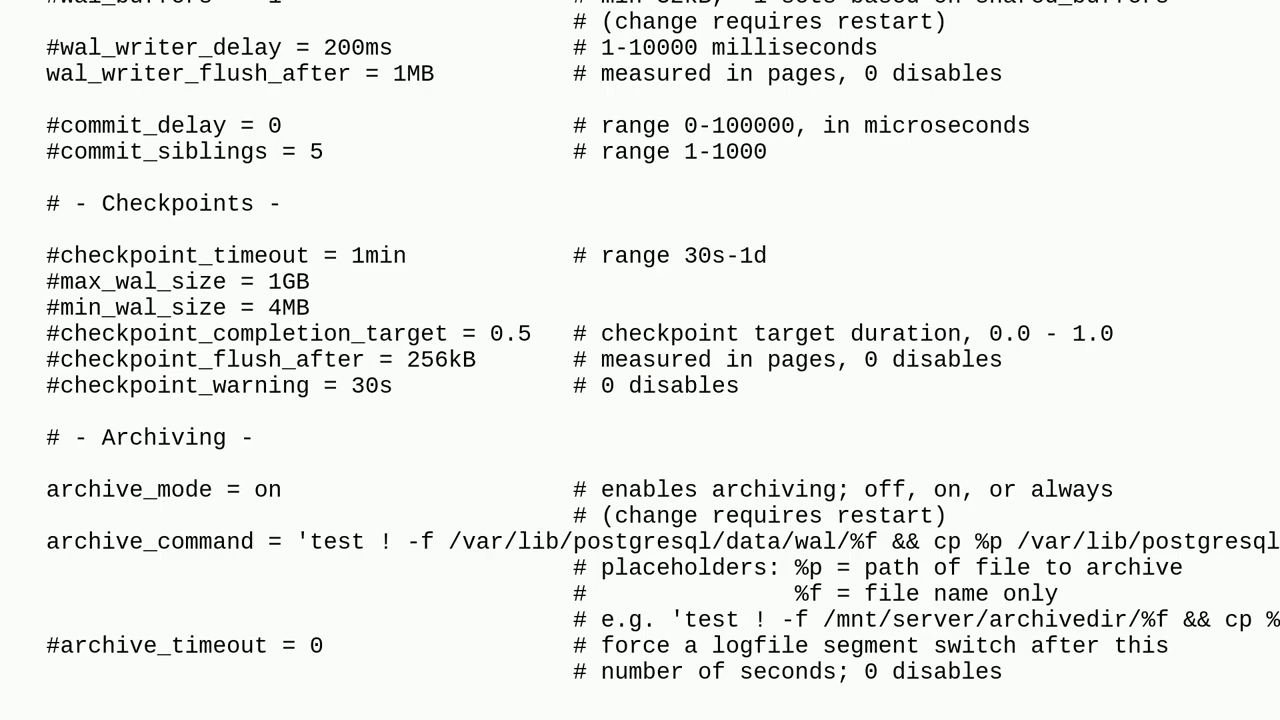 # (change requires restart)
#wal_writer_delay = 200ms # 1-10000 milliseconds
wal_writer_flush_after = 1MB # measured in pages, 0 disables
#commit_delay = 0 # range 0-100000, in microseconds
#commit_siblings = 5 # range 1-1000
# - Checkpoints -
#checkpoint_timeout = 1min # range 30s-1d
#max_wal_size = 1GB
#min_wal_size = 4MB
#checkpoint_completion_target = 0.5 # checkpoint target duration, 0.0 - 1.0
#checkpoint_flush_after = 256kB # measured in pages, 0 disables
#checkpoint_warning = 30s # 0 disables
# - Archiving -
archive_mode = on # enables archiving; off, on, or always
# (change requires restart)
archive_command = 'test ! -f /var/lib/postgresql/data/wal/%f && cp %p /var/lib/postgresql
# placeholders: %p = path of file to archive
# %f = file name only
# e.g. 'test ! -f /mnt/server/archivedir/%f && cp %
#archive_timeout = 0 # force a logfile segment switch after this
# number of seconds; 0 disables